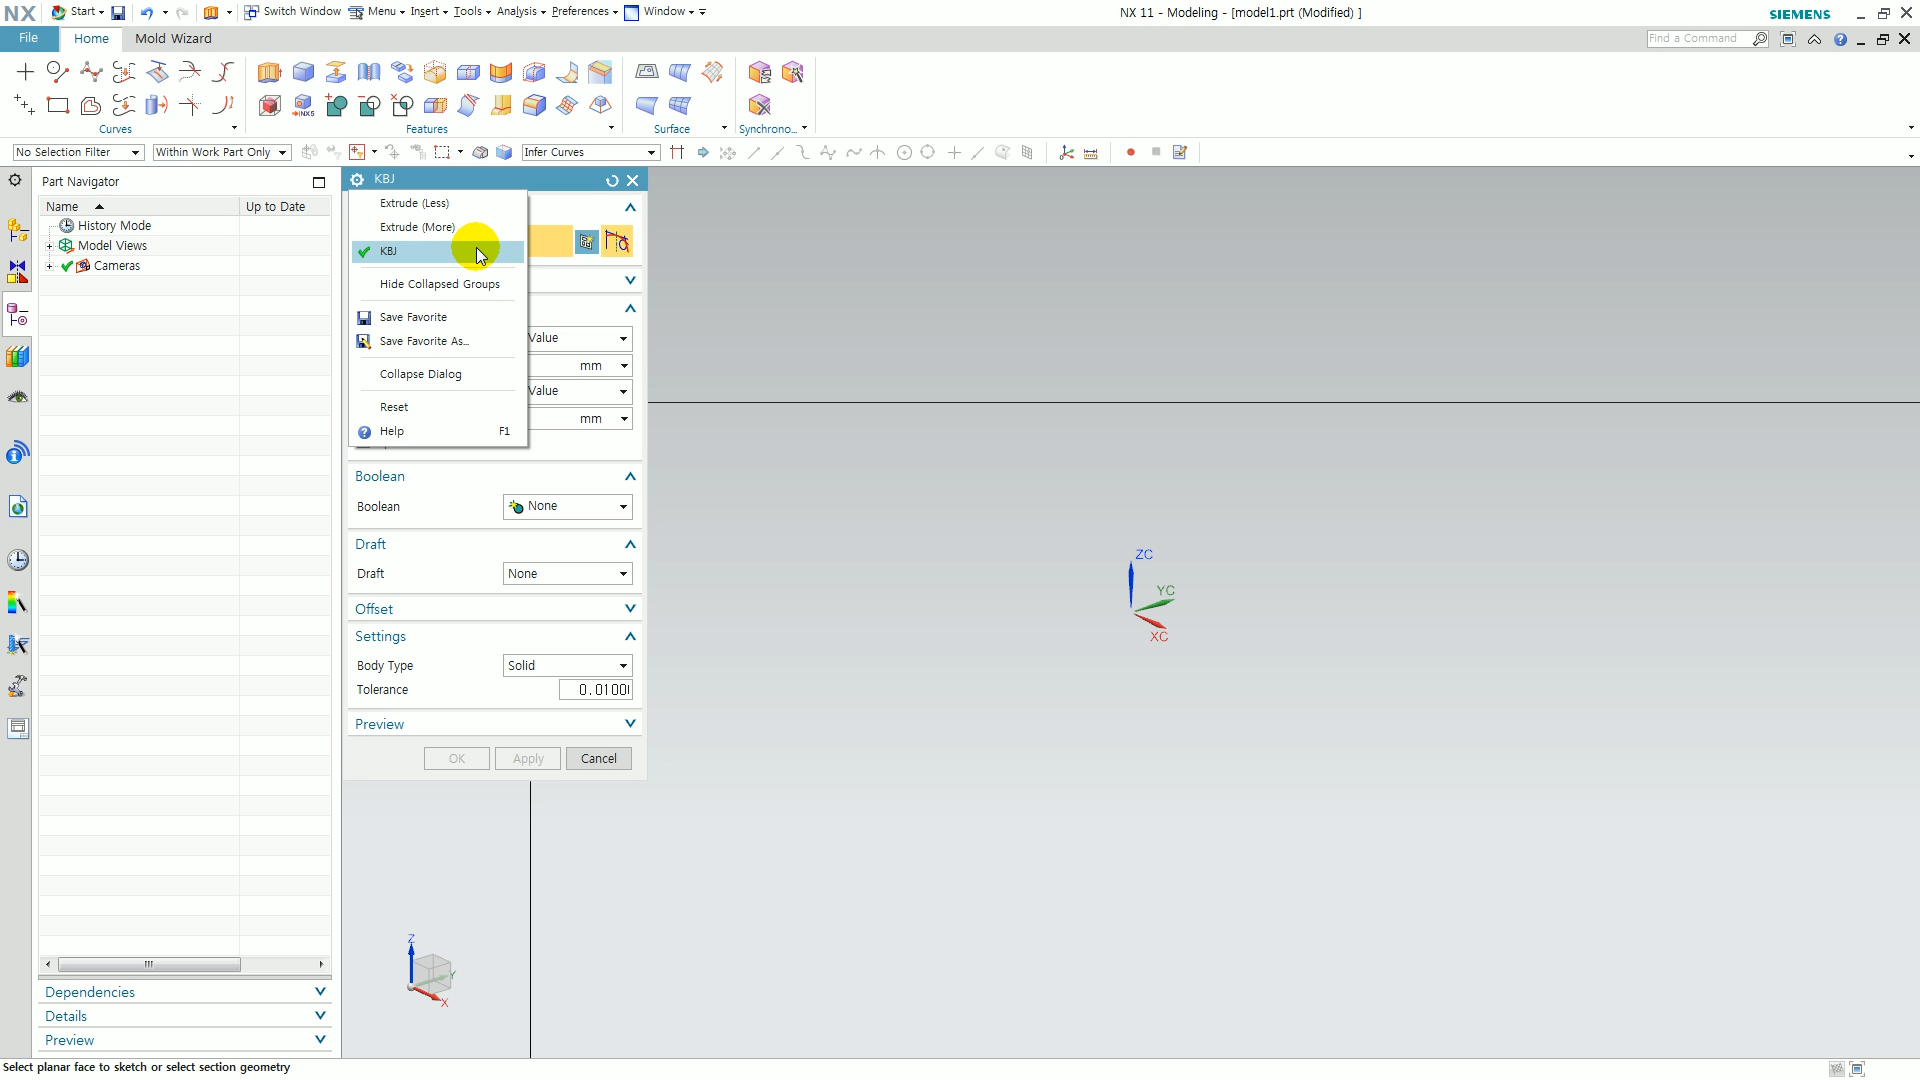 NX Start Switch Window Menu Insert Tools Analysis Preferences Window NX 11 - Modeling - [model1.prt (Modified) ] SIEMENS
File Home Mold Wizard Find a Command
NX5
Curves Features Surface Synchrono...
No Selection Filter Within Work Part Only Infer Curves
Part Navigator
Name Up to Date
History Mode
Model Views
Cameras
Dependencies
Details
Preview
KBJ
Extrude (Less)
Extrude (More)
KBJ
Hide Collapsed Groups
Save Favorite
Save Favorite As...
Collapse Dialog
Reset
Help F1
Value
mm
Value
mm
Boolean
Boolean None
Draft
Draft None
Offset
Settings
Body Type Solid
Tolerance 0.0100
Preview
OK Apply Cancel
ZC
YC
XC
Z
Y
X
Select planar face to sketch or select section geometry